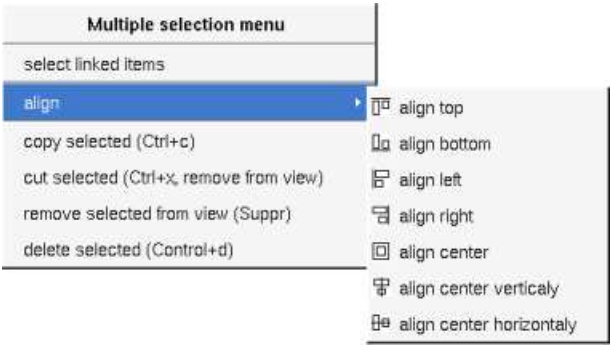 Multiple selection menu
select linked items
align
copy selected (Ctrl+c)
cut selected (Ctrl+x, remove from view)
remove selected from view (Suppr)
delete selected (Control+d)
align top
align bottom
align left
align right
align center
align center verticaly
align center horizontaly